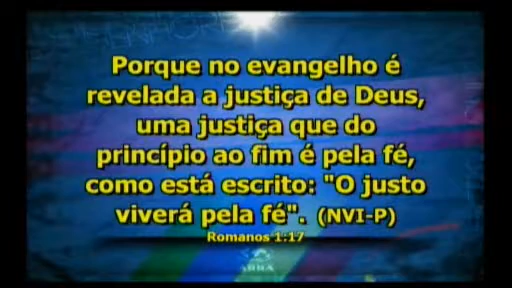 Porque no evangelho é
revelada a justiça de Deus,
uma justiça que do
princípio ao fim é pela fé,
como está escrito: "O justo
viverá pela fé". (NVI-P)
Romanos 1:17